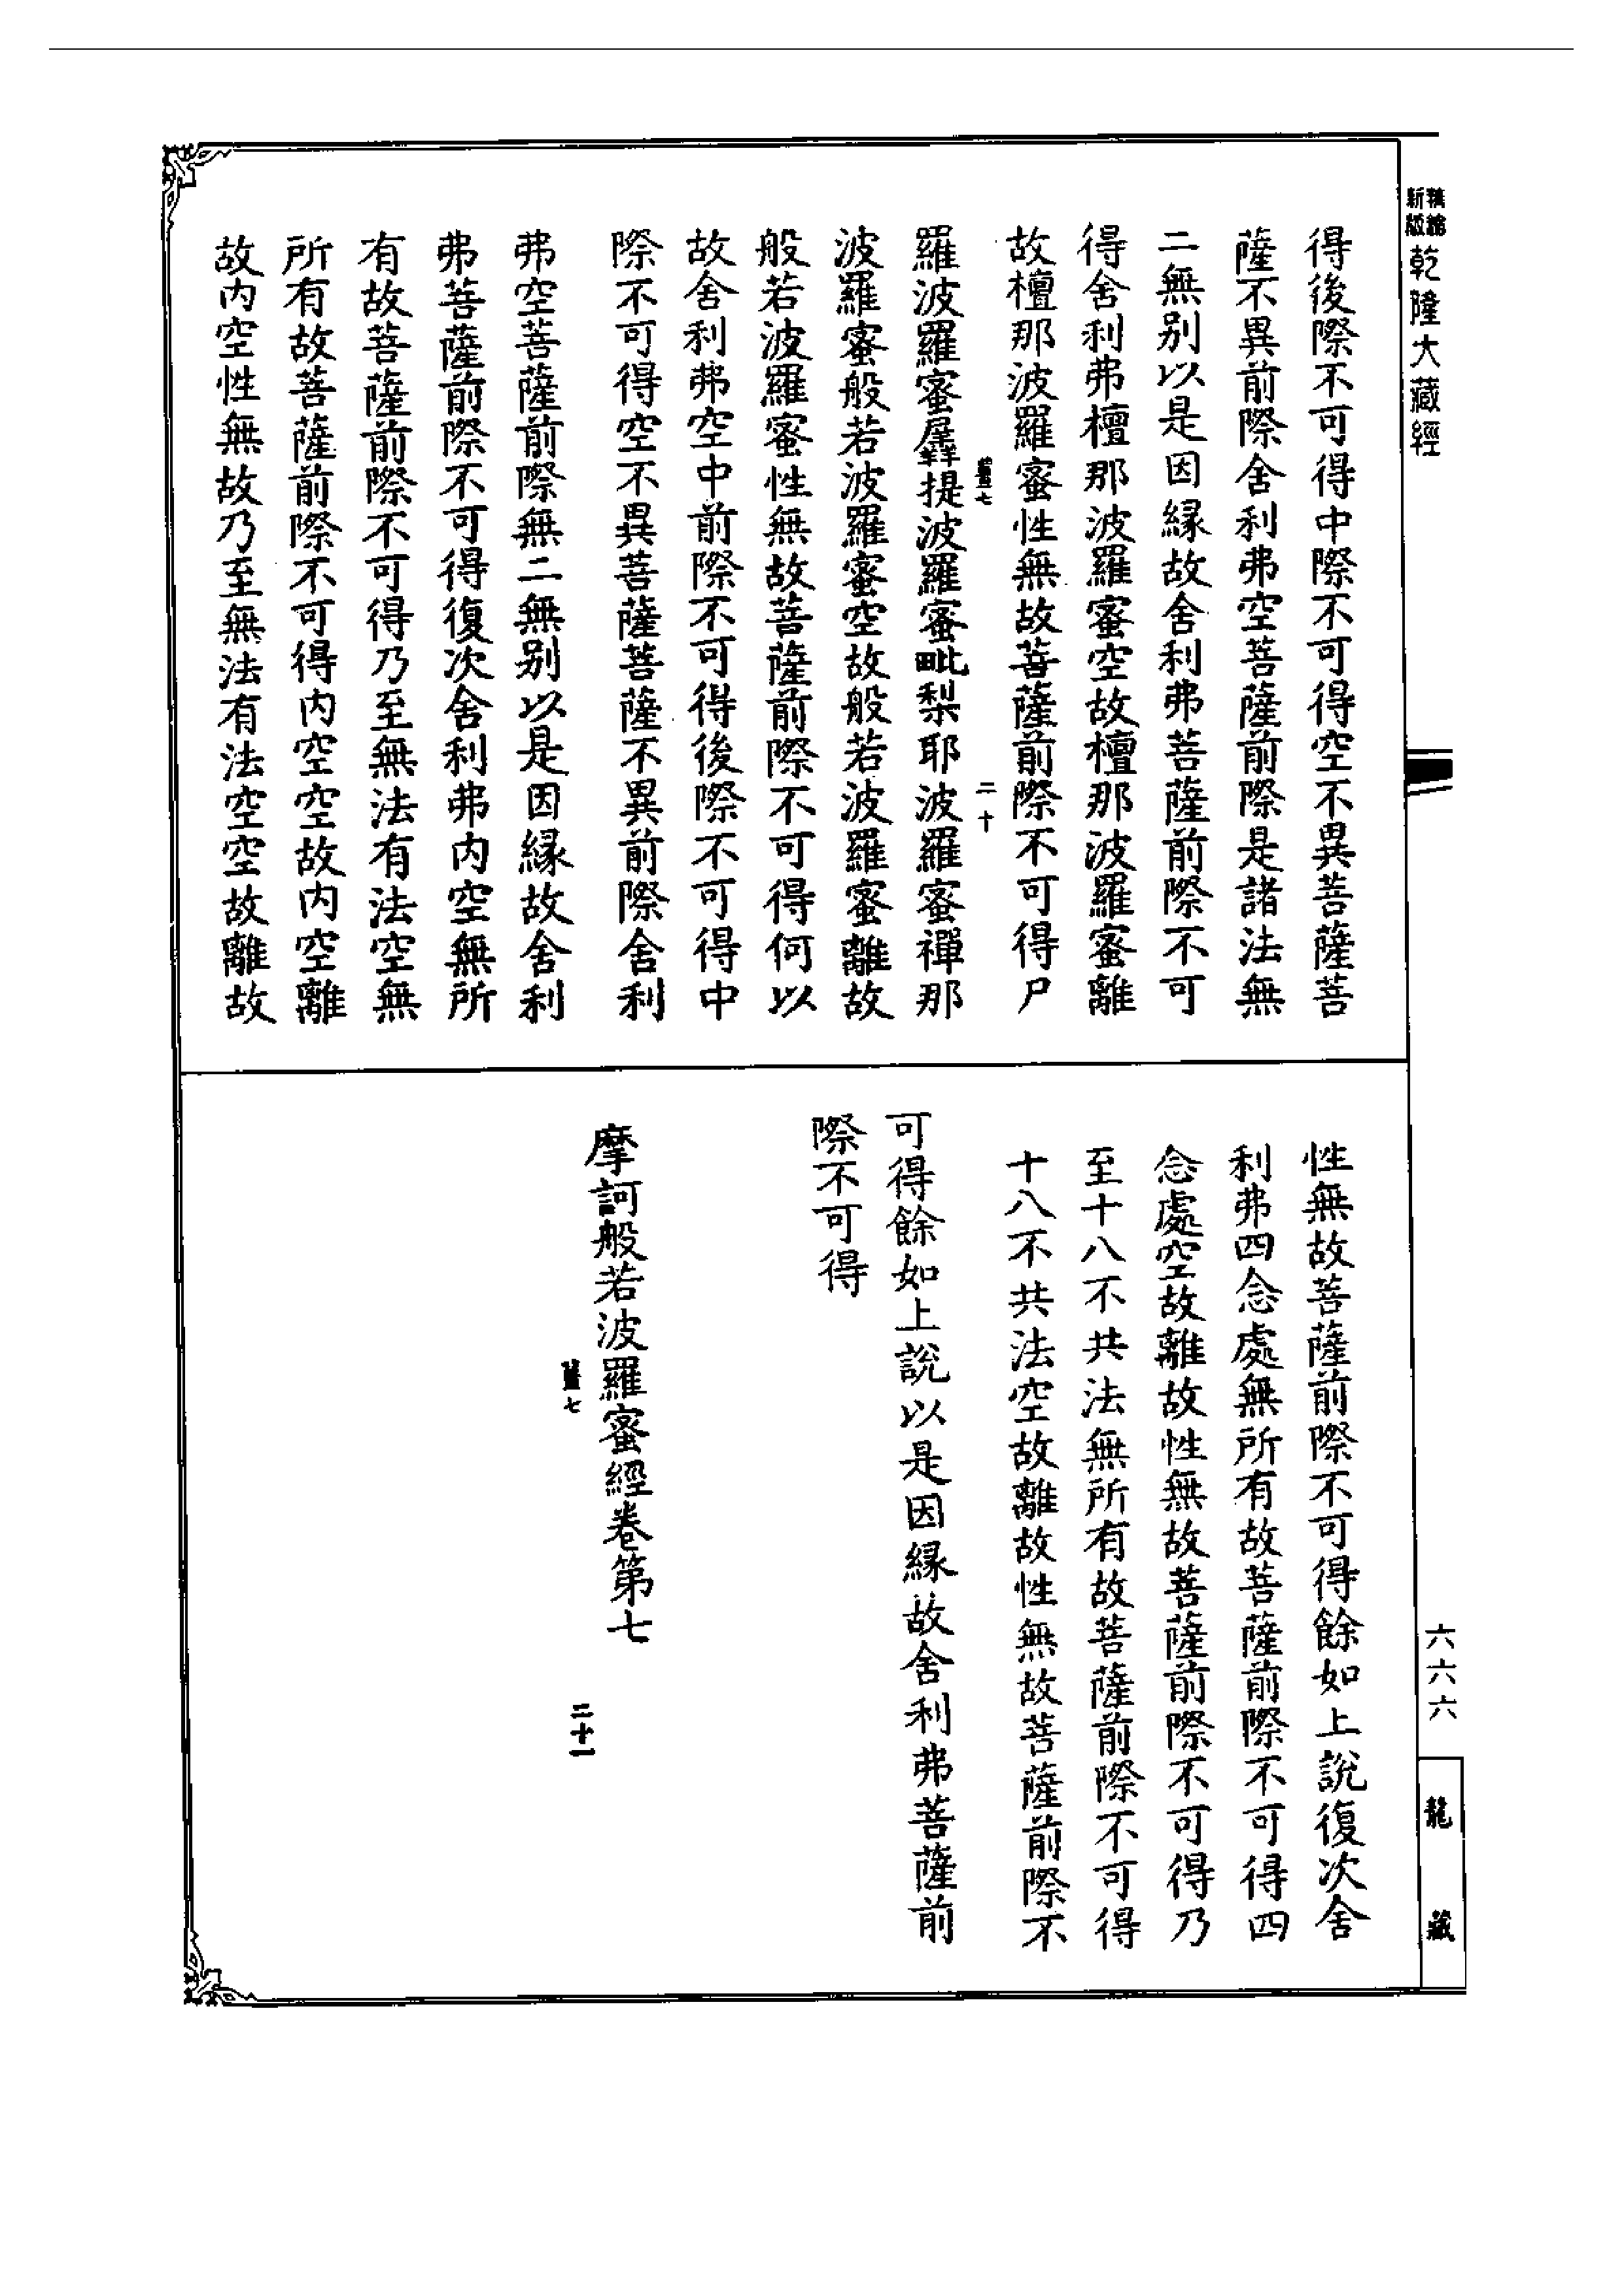 新版
精縮
乾隆大藏經
得後際不可得中際不可得空不異菩薩菩
薩不異前際舍利弗空菩薩前際是諸法無
二無别以是因緣故舍利弗菩薩前際不可
得舍利弗檀那波羅蜜空故檀那波羅蜜離
故檀那波羅蜜性無故菩薩前際不可得尸
二十
羅波羅蜜羼提波羅蜜毗梨耶波羅蜜禪那
波羅蜜般若波羅蜜空故般若波羅蜜離故
般若波羅蜜性無故菩薩前際不可得何以
故舍利弗空中前際不可得後際不可得中
際不可得空不異菩薩菩薩不異前際舍利
弗空菩薩前際無二無别以是因緣故舍利
弗菩薩前際不可得復次舍利弗内空無所
有故菩薩前際不可得乃至無法有法空無
所有故菩薩前際不可得内空空故内空離
故内空性無故乃至無法有法空空故離故
性無故菩薩前際不可得餘如上說復次舍
利弗四念處無所有故菩薩前際不可得四
念處空故離故性無故菩薩前際不可得乃
至十八不共法無所有故菩薩前際不可得
十八不共法空故離故性無故菩薩前際不
可得餘如上說以是因緣故舍利弗菩薩前
際不可得
摩訶般若波羅蜜經卷第七
二十一
六六六
龍藏